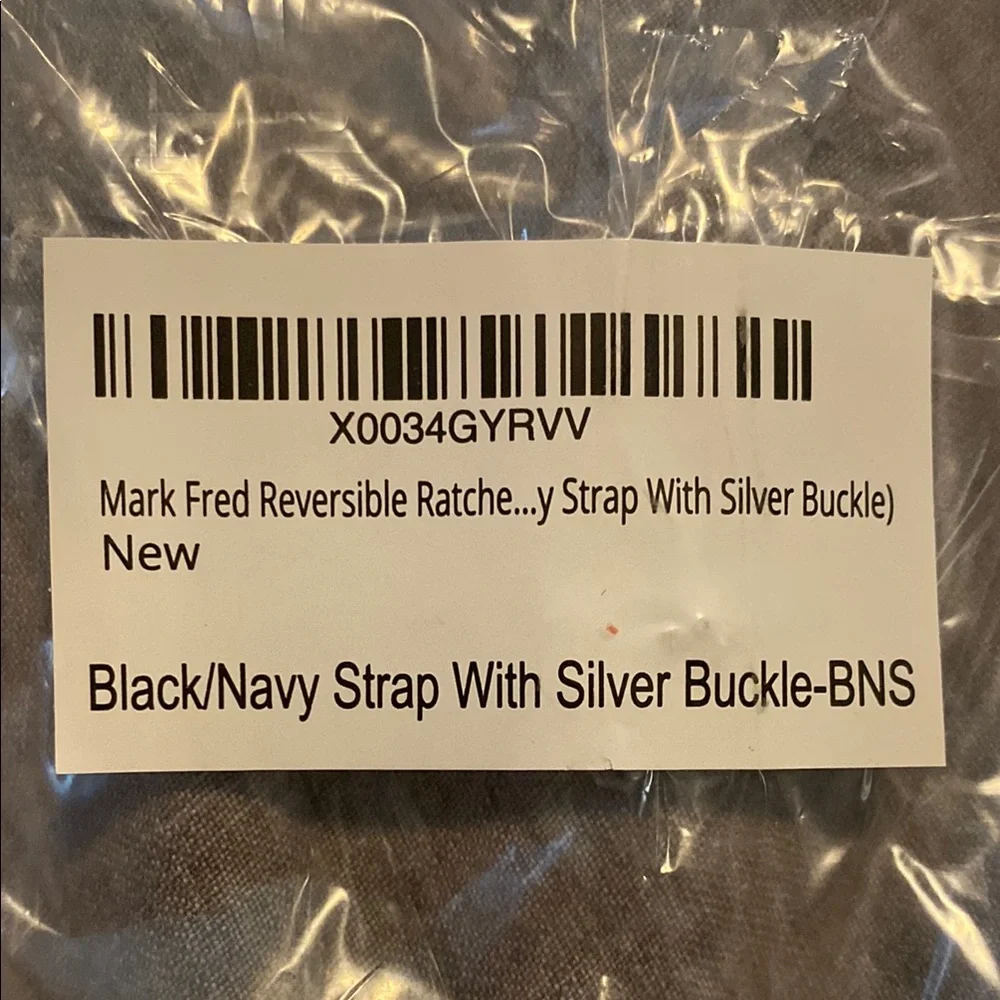 X0034GYRVV
Mark Fred Reversible Ratche...y Strap With Silver Buckle)
New
Black/Navy Strap With Silver Buckle-BNS